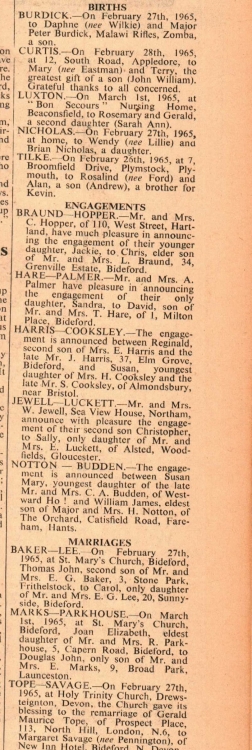 BIRTHS
BURDICK.—On February 27th, 1965,
to Daphne (nee Wilkie) and Major
Peter Burdick, Malawi Rifles, Zomba,
a son.
CURTIS.—On February 28th, 1965,
at 12, South Road, Appledore, to
Mary (nee Eastman) and Terry, the
greatest gift of a son (John William).
Grateful thanks to all concerned.
LUXTON.—On March 1st, 1965, at
" Bon Secours " Nursing Home,
Beaconsfield, to Rosemary and Gerald,
a second daughter (Sarah Ann).
NICHOLAS.—On February 27th, 1965,
at home, to Wendy (nee Lillie) and
Brian Nicholas, a daughter.
TILKE.—On February 26th, 1965, at 7,
Broomfield Drive, Plymstock, Ply-
mouth, to Rosalind (nee Ford) and
Alan, a son (Andrew), a brother for
Kevin.
ENGAGEMENTS
BRAUND—HOPPER.—Mr. and Mrs.
C. Hopper, of 110, West Street, Hart-
land, have much pleasure in announc-
ing the engagement of their younger
daughter, Jackie, to Chris, elder son
of Mr. and Mrs. L. Braund, 34,
Grenville Estate, Bideford.
HARE—PALMER.—Mr. and Mrs. A.
Palmer have pleasure in announcing
the engagement of their only
daughter, Sandra, to David, son of
Mr. and Mrs. T. Hare, of 1, Milton
Place, Bideford.
HARRIS—COOKSLEY.—The engage-
ment is announced between Reginald,
second son of Mrs. E. Harris and the
late Mr. J. Harris, 37, Elm Grove,
Bideford, and Susan, youngest
daughter of Mrs. H. Cooksley and the
late Mr. S. Cooksley, of Almondsbury,
near Bristol.
JEWELL—LUCKETT.—Mr. and Mrs.
W. Jewell, Sea View House, Northam,
announce with pleasure the engage-
ment of their second son Christopher,
to Sally, only daughter of Mr. and
Mrs. E. Luckett, of Alsted, Wood-
fields, Gloucester.
NOTTON — BUDDEN.—The engage-
ment is announced between Susan
Mary, youngest daughter of the late
Mr. and Mrs. C. A. Budden, of West-
ward Ho ! and William James, eldest
son of Major and Mrs. H. Notton, of
The Orchard, Catisfield Road, Fare-
ham, Hants.
MARRIAGES
BAKER—LEE.—On February 27th,
1965, at St. Mary's Church, Bideford,
Thomas John, second son of Mr. and
Mrs. E. G. Baker, 3, Stone Park,
Frithelstock, to Carol, only daughter
of Mr. and Mrs. E. G. Lee, 20, Sunny-
side, Bideford.
MARKS—PARKHOUSE.—On March
1st, 1965, at St. Mary's Church,
Bideford, Joan Elizabeth, eldest
daughter of Mr. and Mrs. R. Park-
house, 5, Capern Road, Bideford, to
Douglas John, only son of Mr. and
Mrs. E. Marks, 9, Broad Park,
Launceston.
TOPE—SAVAGE.—On February 27th,
1965, at Holy Trinity Church, Drews-
teignton, Devon, the Church gave its
blessing to the remarriage of Gerald
Maurice Tope, of Prospect Place,
113, North Hill, London, N.6, to
Margaret Savage (nee Pennington), of
New Inn Hotel, Bideford, N. Devon